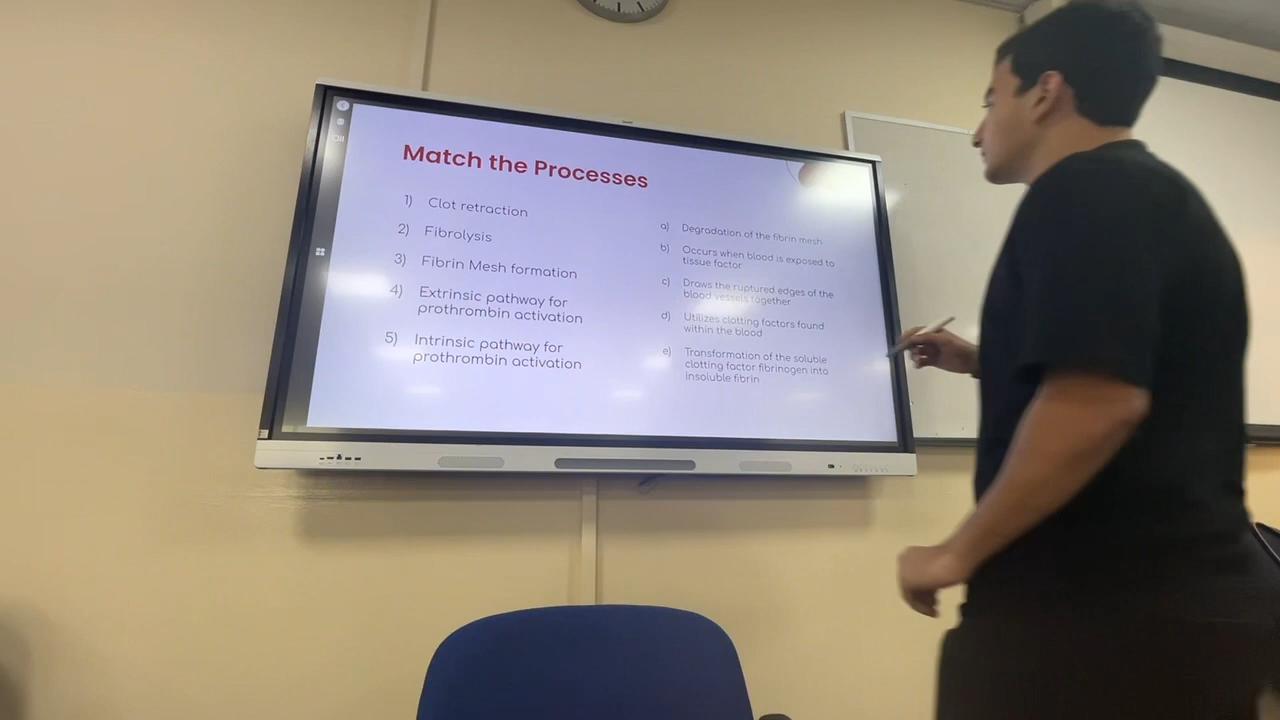 Match the Processes
1) Clot retraction
2) Fibrolysis
3) Fibrin Mesh formation
4) Extrinsic pathway for
prothrombin activation
5) Intrinsic pathway for
prothrombin activation
a) Degradation of the fibrin mesh
b) Occurs when blood is exposed to
tissue factor
c) Draws the ruptured edges of the
blood vessels together
d) Utilizes clotting factors found
within the blood
e) Transformation of the soluble
clotting factor fibrinogen into
insoluble fibrin